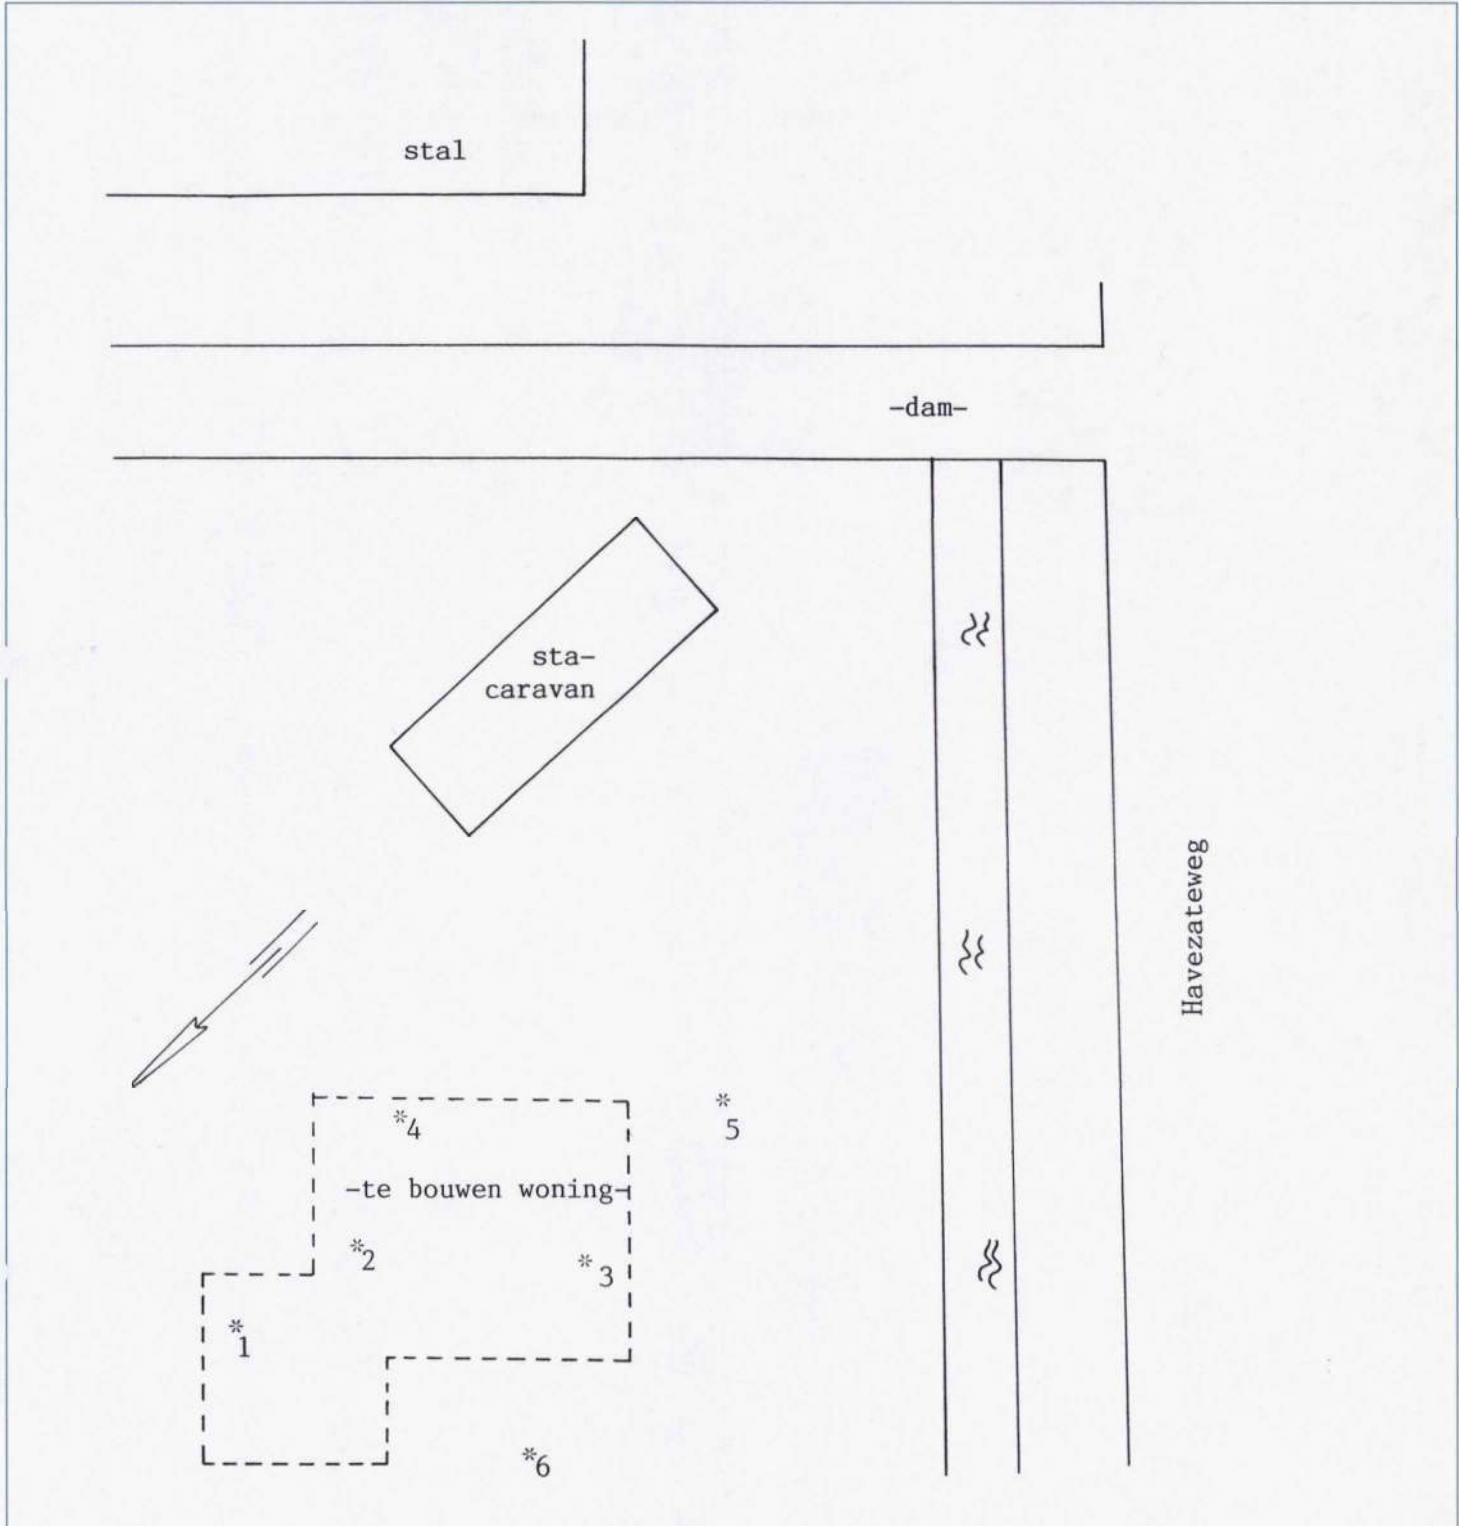 stal
-dam-
sta-
caravan
Havezateweg
*4
*
5
-te bouwen woning-
*2
* 3
*
1
*6